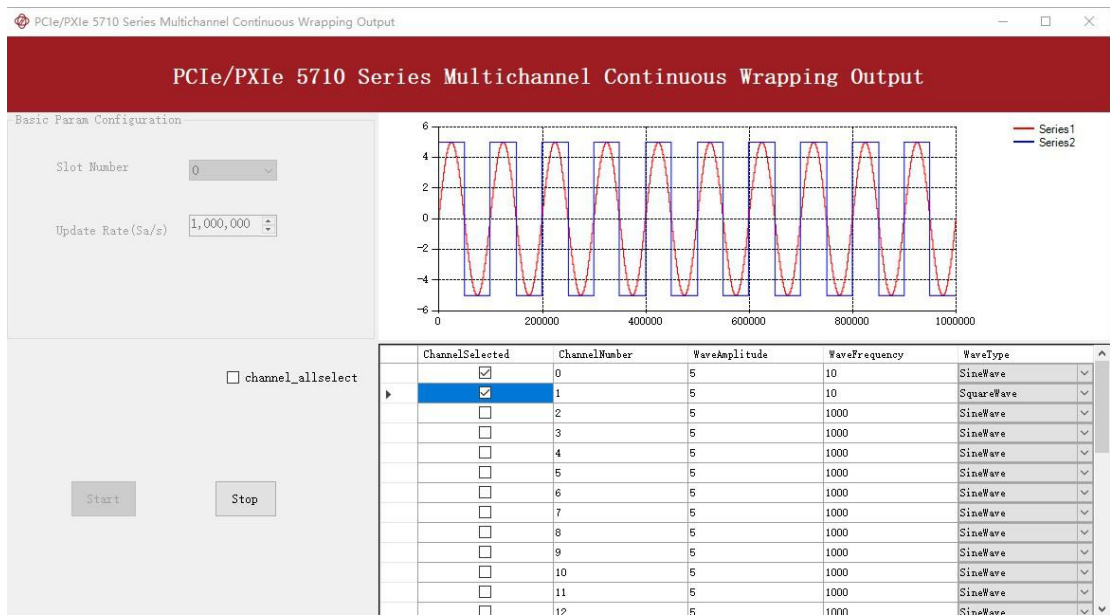 PCIe/PXIe 5710 Series Multichannel Continuous Wrapping Output
PCIe/PXIe 5710 Series Multichannel Continuous Wrapping Output
Basic Param Configuration
Slot Number 0
Update Rate(Sa/s) 1,000,000
6
4
2
0
-2
-4
-6
0 200000 400000 600000 800000 1000000
Series1
Series2
channel_allselect
Start Stop
ChannelSelected ChannelNumber WaveAmplitude WaveFrequency WaveType
0 5 10 SineWave
1 5 10 SquareWave
2 5 1000 SineWave
3 5 1000 SineWave
4 5 1000 SineWave
5 5 1000 SineWave
6 5 1000 SineWave
7 5 1000 SineWave
8 5 1000 SineWave
9 5 1000 SineWave
10 5 1000 SineWave
11 5 1000 SineWave
12 5 1000 SineWave